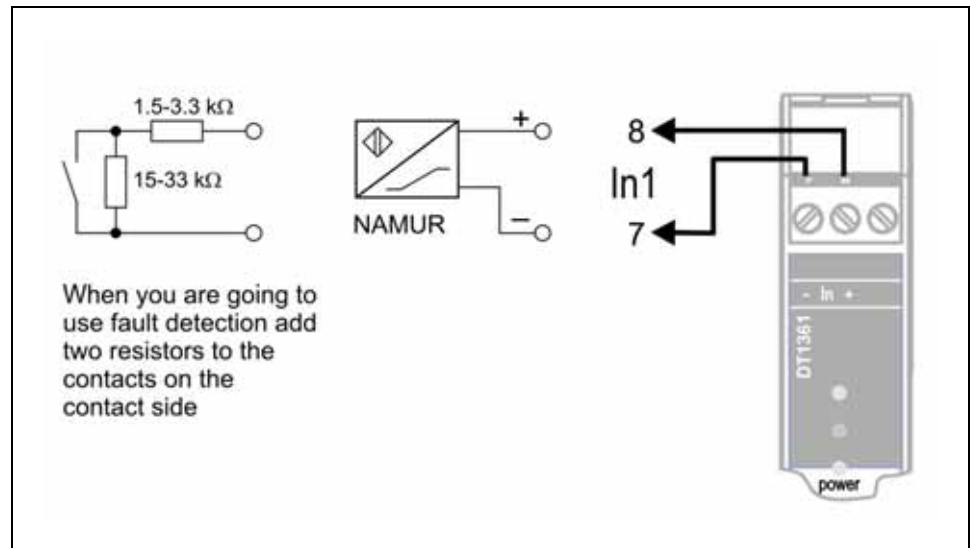 1.5-3.3 kΩ
15-33 kΩ
When you are going to
use fault detection add
two resistors to the
contacts on the
contact side
+
–
NAMUR
8
In1
7
- In +
DT1361
power